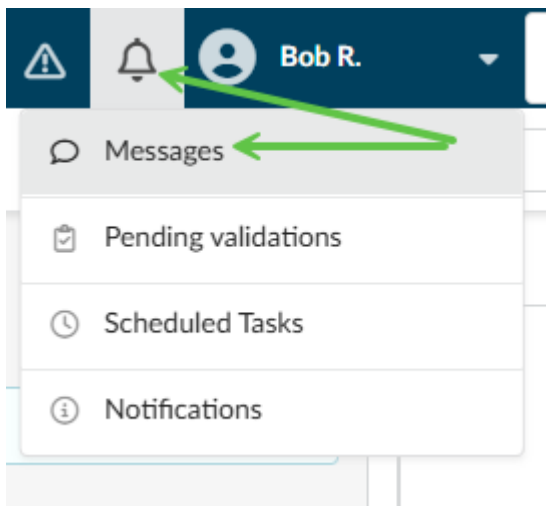 Bob R.
Messages
Pending validations
Scheduled Tasks
Notifications